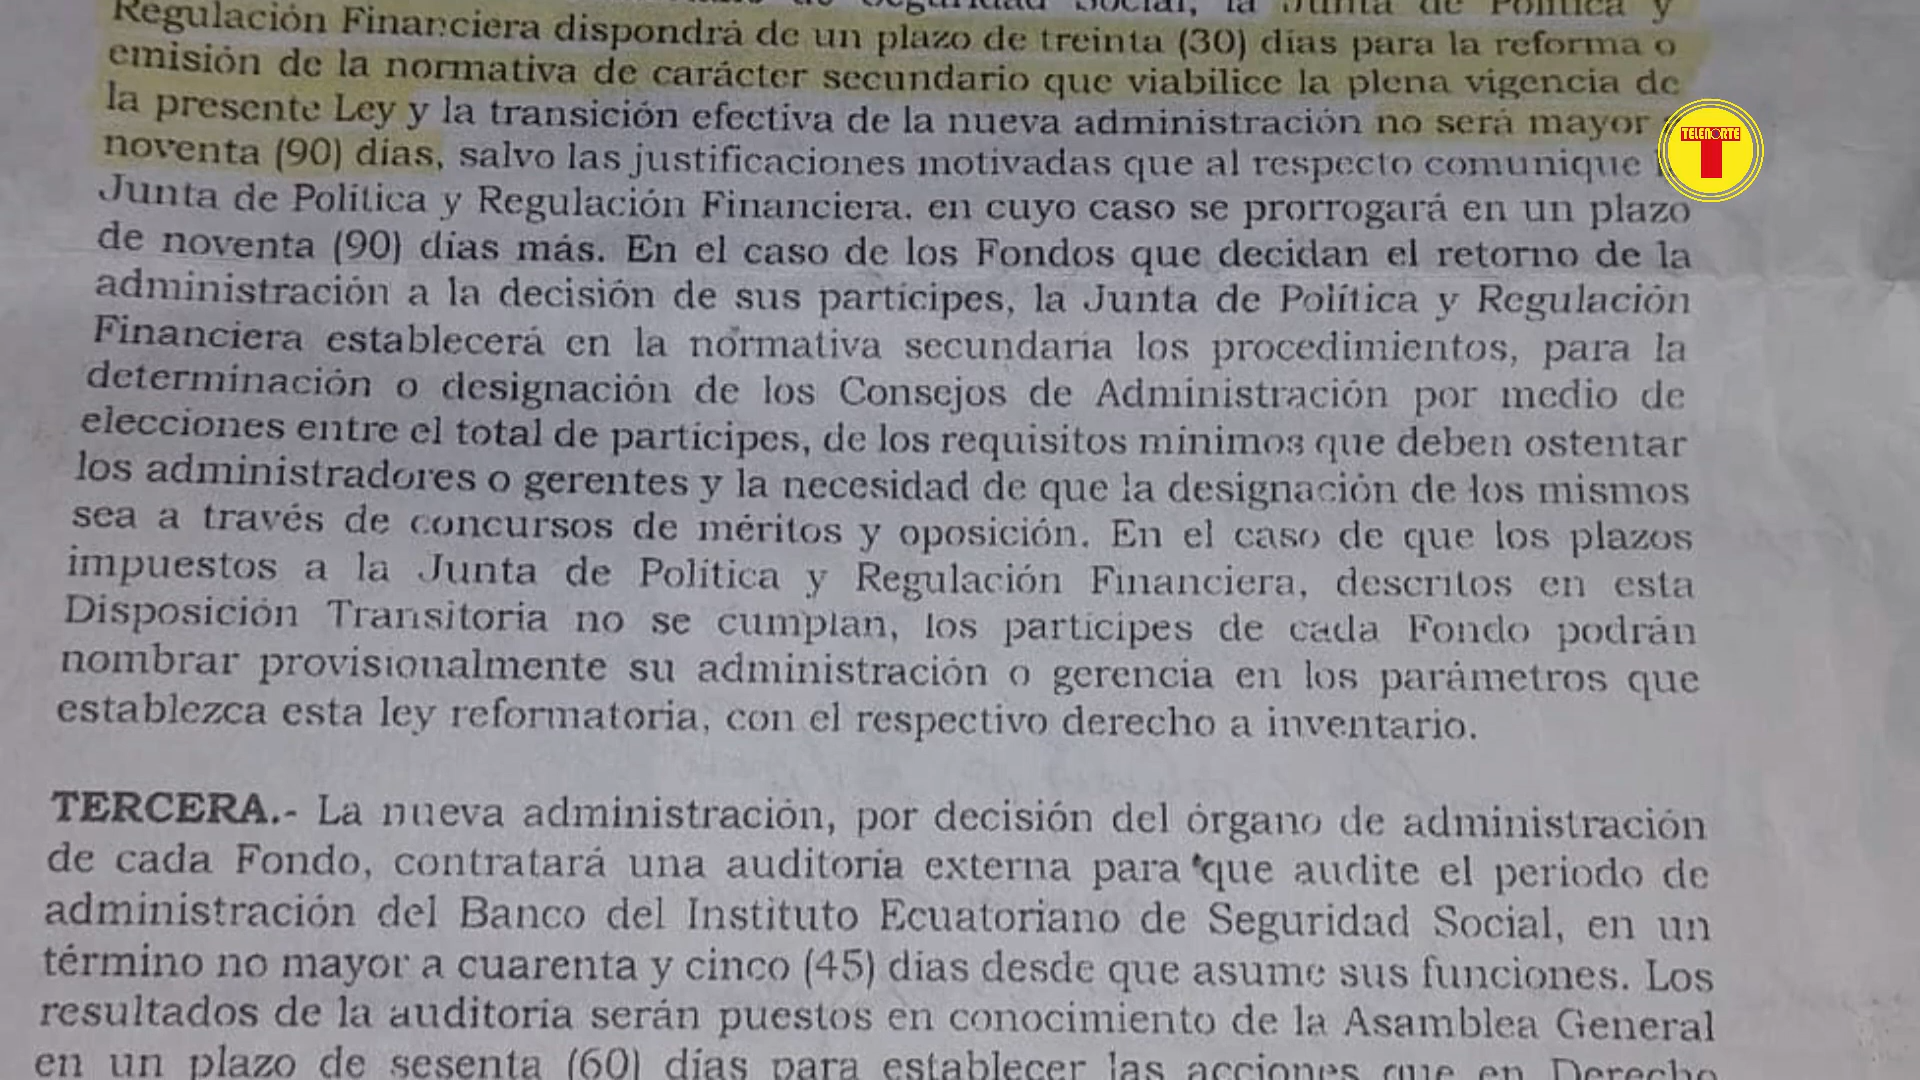 Seguridad Social, la Junta de Política y
Regulación Financiera dispondrá de un plazo de treinta (30) días para la reforma o
emisión de la normativa de carácter secundario que viabilice la plena vigencia de
la presente Ley y la transición efectiva de la nueva administración no será mayor
noventa (90) días, salvo las justificaciones motivadas que al respecto comunique
Junta de Política y Regulación Financiera. en cuyo caso se prorrogará en un plazo
de noventa (90) días más. En el caso de los Fondos que decidan el retorno de la
administración a la decisión de sus partícipes, la Junta de Política y Regulación
Financiera establecerá en la normativa secundaria los procedimientos, para la
determinación o designación de los Consejos de Administración por medio de
elecciones entre el total de partícipes, de los requisitos mínimos que deben ostentar
los administradores o gerentes y la necesidad de que la designación de los mismos
sea a través de concursos de méritos y oposición. En el caso de que los plazos
impuestos a la Junta de Política y Regulación Financiera, descritos en esta
Disposición Transitoria no se cumplan, los partícipes de cada Fondo podrán
nombrar provisionalmente su administración o gerencia en los parámetros que
establezca esta ley reformatoria, con el respectivo derecho a inventario.
TERCERA.- La nueva administración, por decisión del órgano de administración
de cada Fondo, contratará una auditoría externa para que audite el periodo de
administración del Banco del Instituto Ecuatoriano de Seguridad Social, en un
término no mayor a cuarenta y cinco (45) días desde que asume sus funciones. Los
resultados de la auditoría serán puestos en conocimiento de la Asamblea General
en un plazo de sesenta (60) días para establecer las acciones que en Derecho
TELENORTE
T